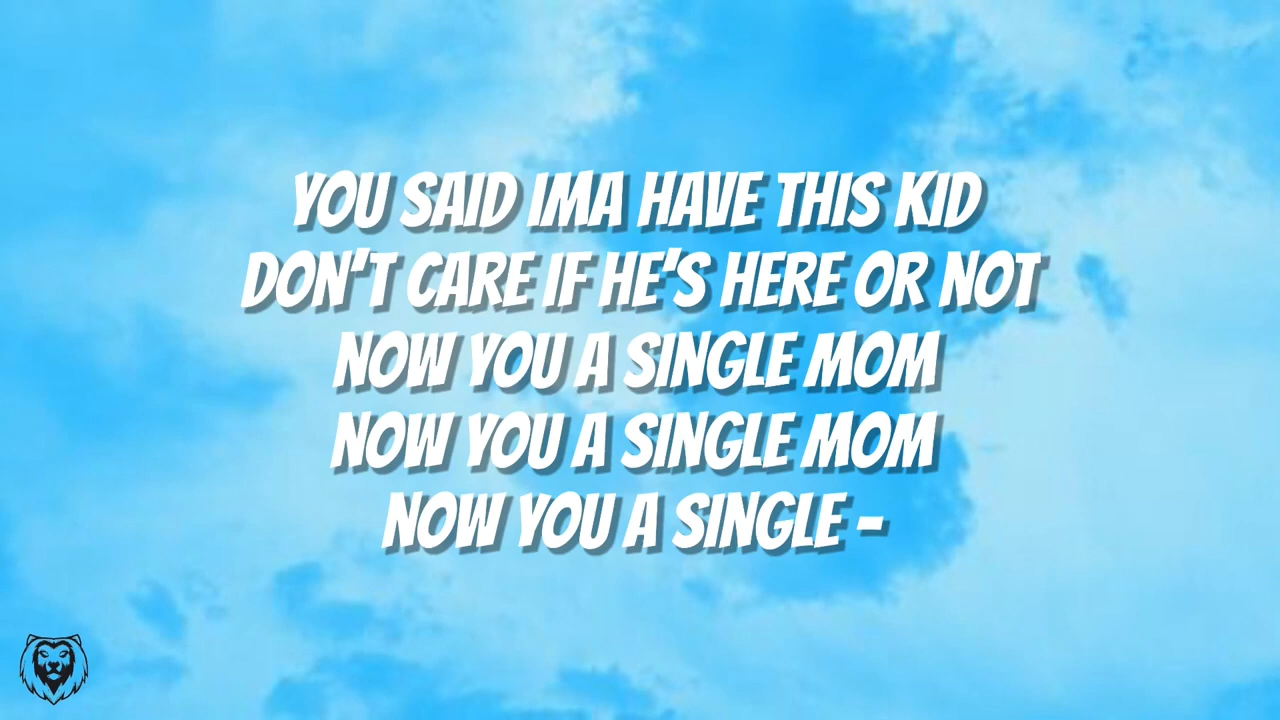 YOU SAID IMA HAVE THIS KID
DON'T CARE IF HE'S HERE OR NOT
NOW YOU A SINGLE MOM
NOW YOU A SINGLE MOM
NOW YOU A SINGLE -